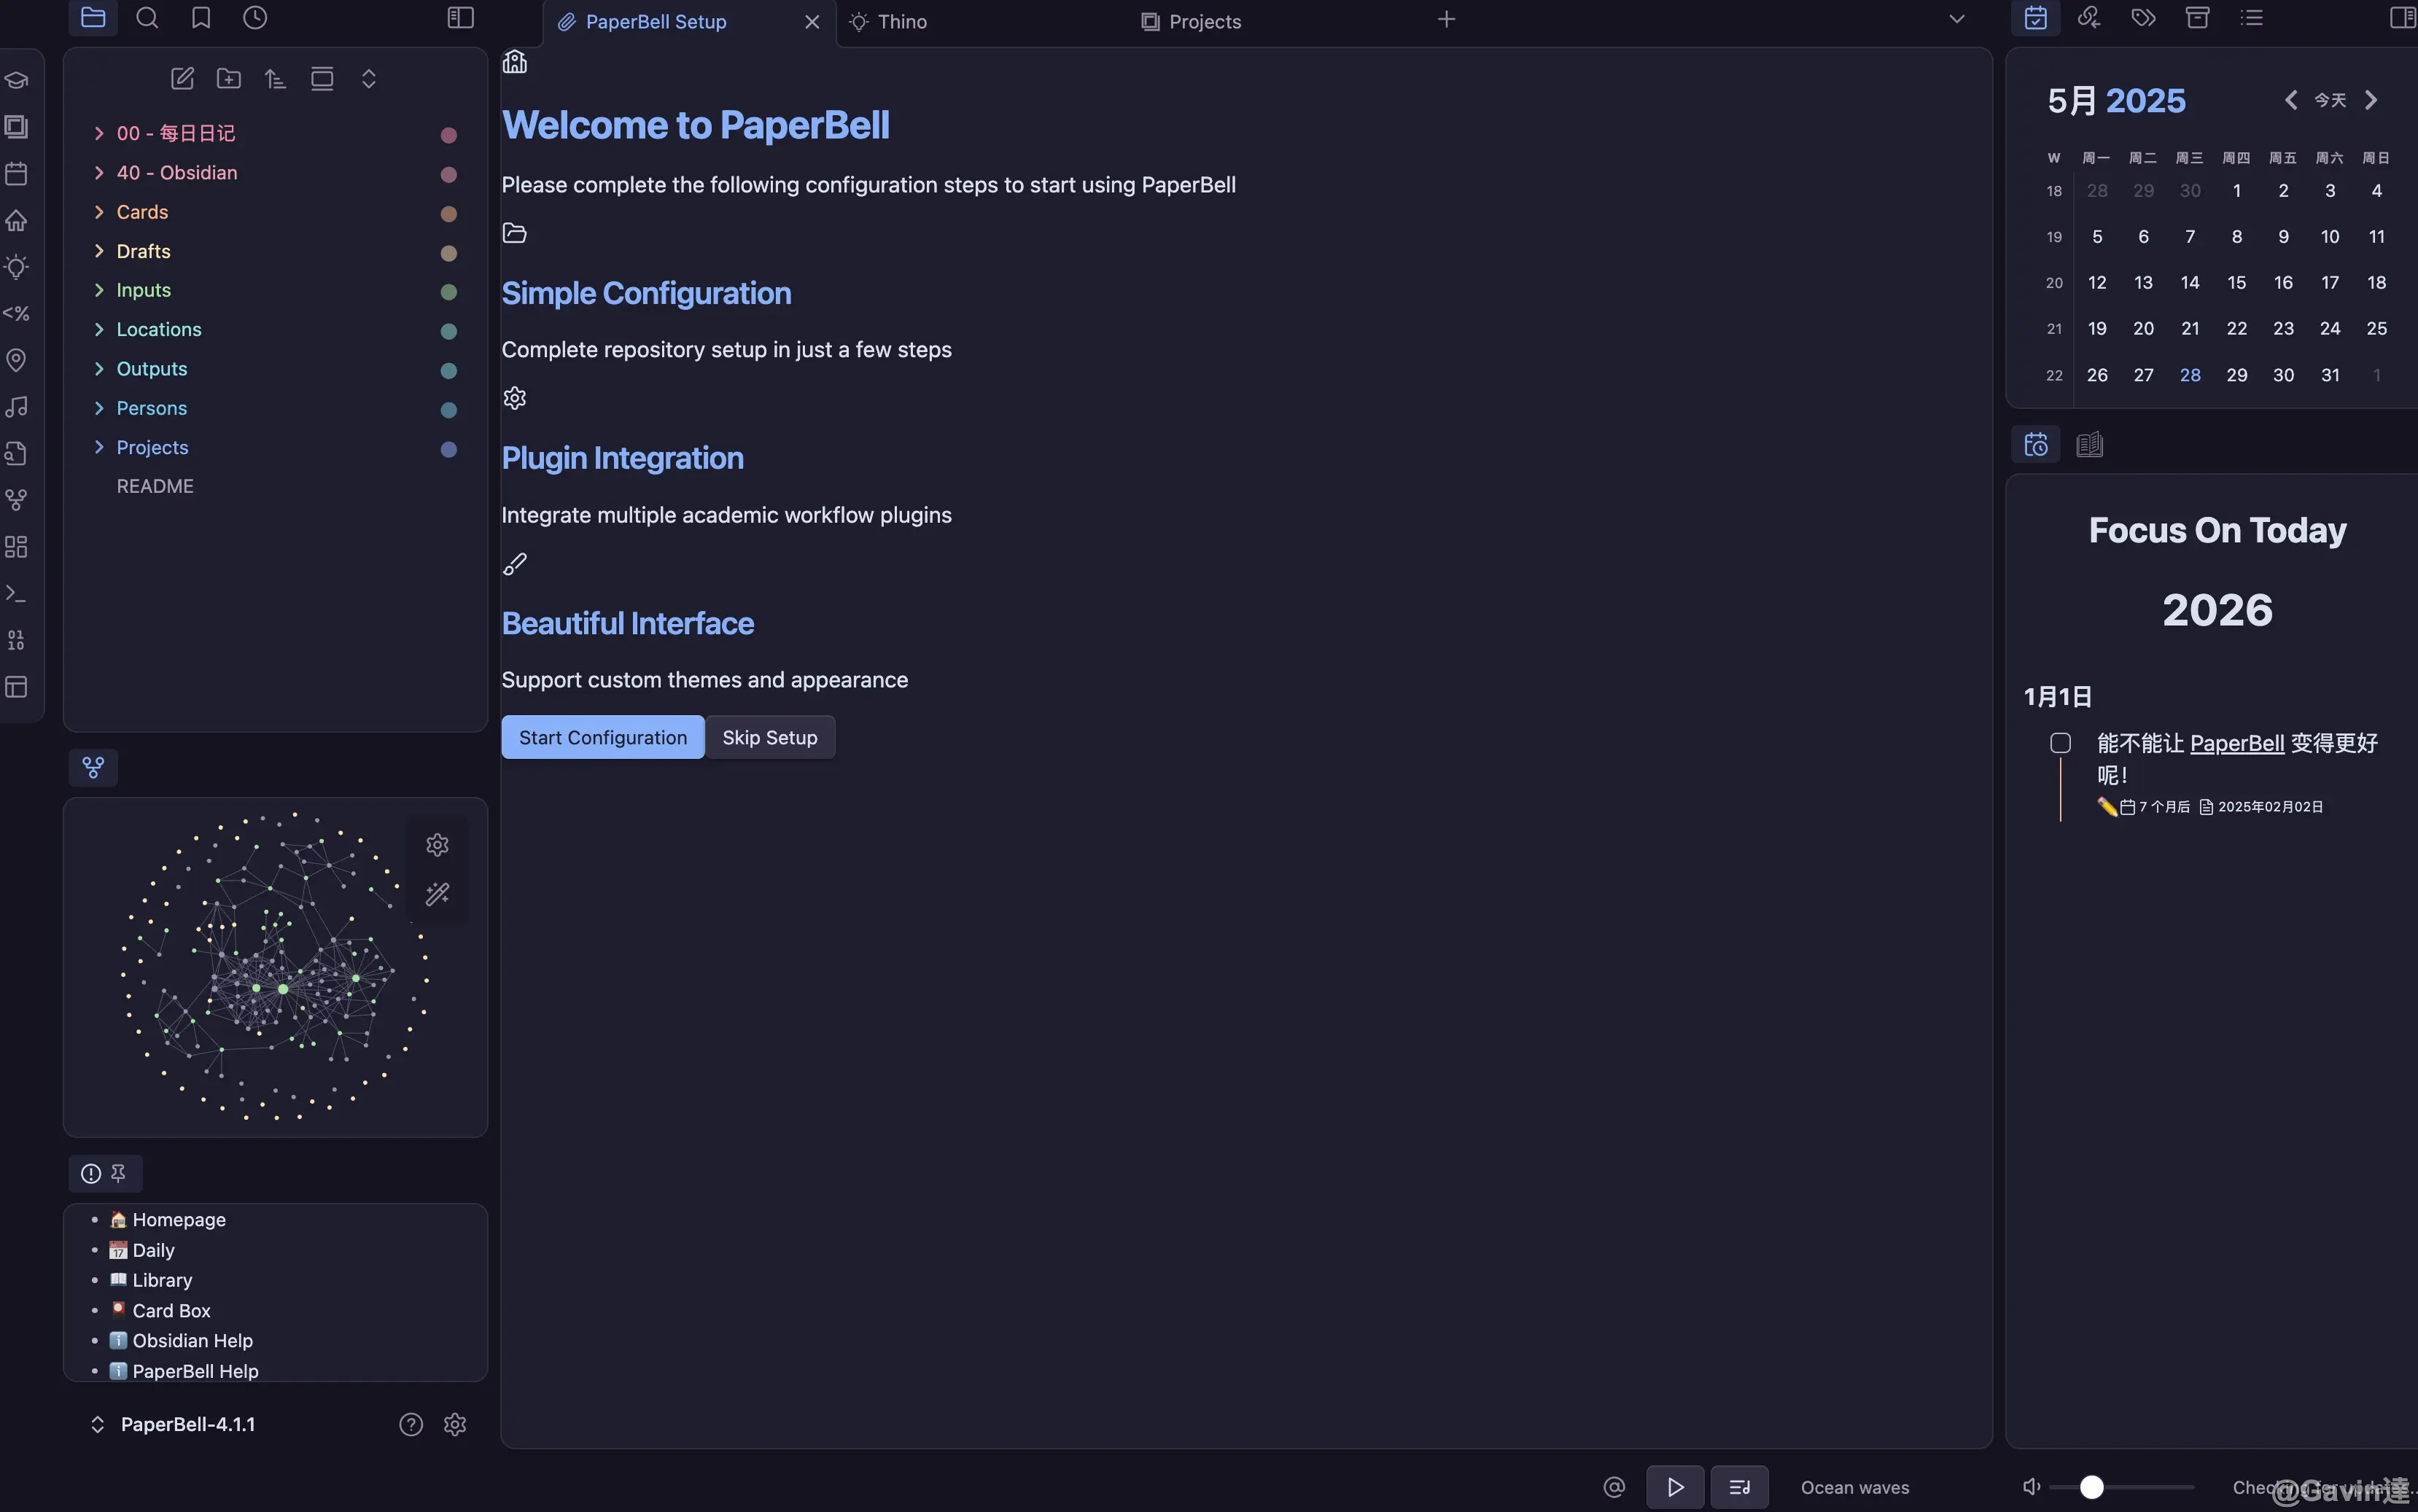 PaperBell Setup
Thino
Projects
00 - 每日日记
40 - Obsidian
Cards
Drafts
Inputs
Locations
Outputs
Persons
Projects
README
Homepage
Daily
Library
Card Box
Obsidian Help
PaperBell Help
PaperBell-4.1.1
Welcome to PaperBell
Please complete the following configuration steps to start using PaperBell
Simple Configuration
Complete repository setup in just a few steps
Plugin Integration
Integrate multiple academic workflow plugins
Beautiful Interface
Support custom themes and appearance
Start Configuration Skip Setup
5月 2025 今天
W 周一 周二 周三 周四 周五 周六 周日
18 28 29 30 1 2 3 4
19 5 6 7 8 9 10 11
20 12 13 14 15 16 17 18
21 19 20 21 22 23 24 25
22 26 27 28 29 30 31 1
Focus On Today
2026
1月1日
能不能让 PaperBell 变得更好
呢！
7 个月后 2025年02月02日
Ocean waves
@Gavin達